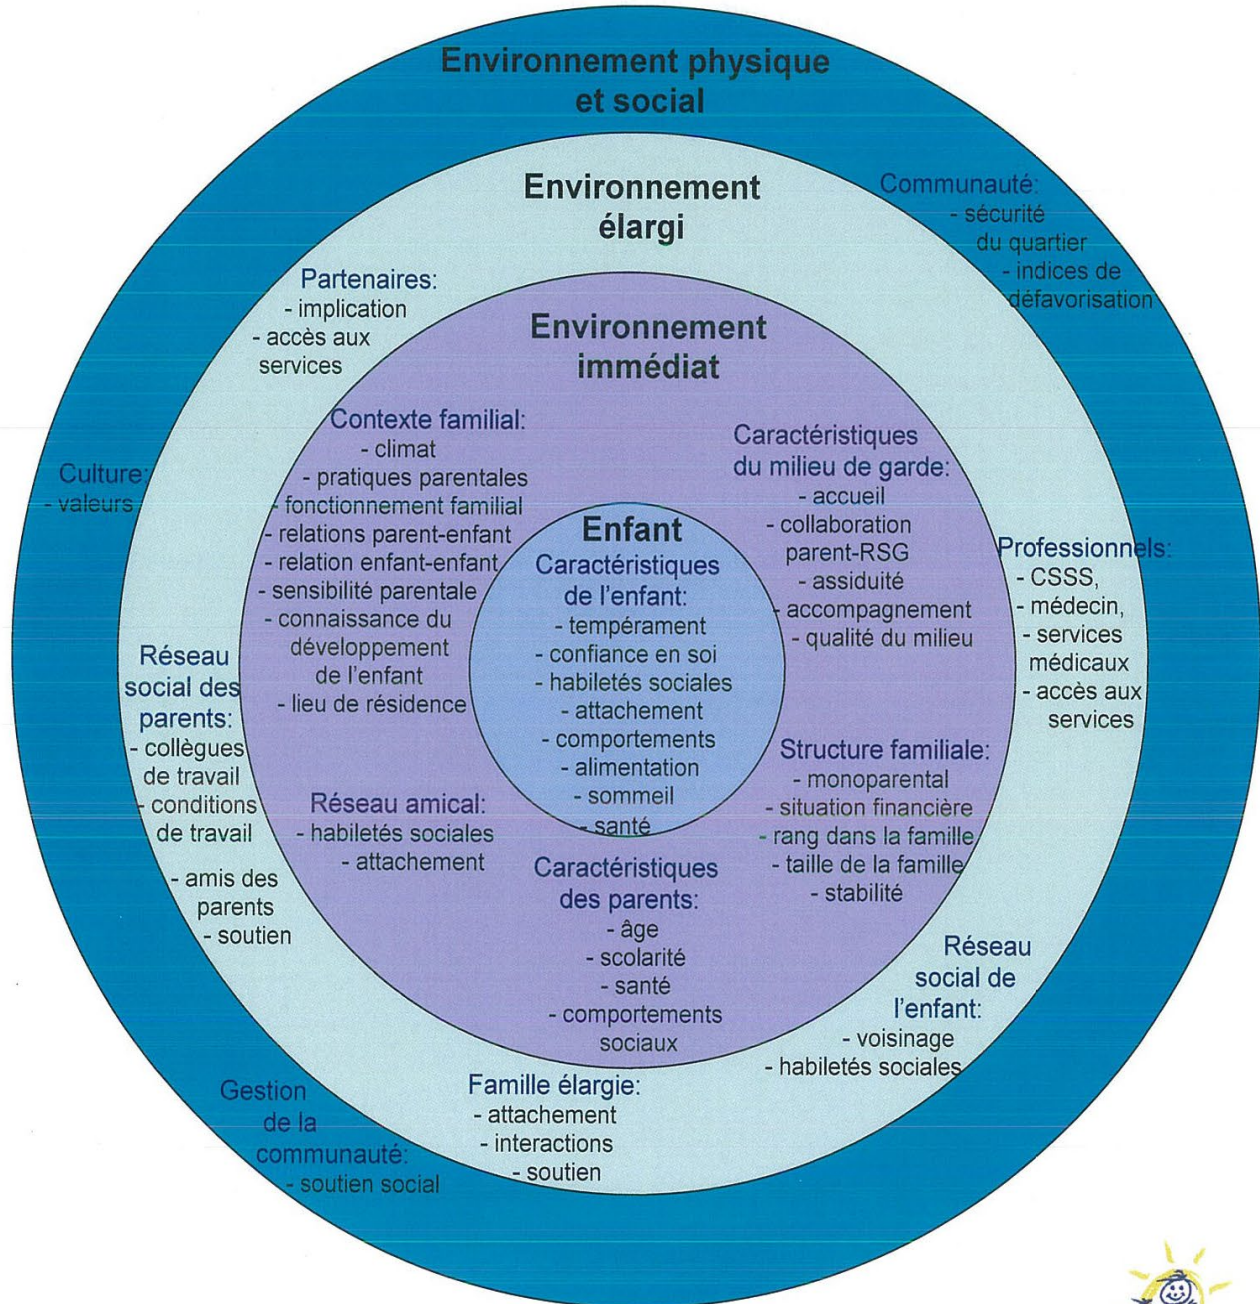 Environnement physique
et social
Communauté:
- sécurité
du quartier
- indices de
défavorisation
Culture:
- valeurs
Gestion
de la
communauté:
- soutien social
Environnement
élargi
Partenaires:
- implication
- accès aux
services
Professionnels:
- CSSS,
- médecin,
- services
médicaux
- accès aux
services
Réseau
social des
parents:
- collègues
de travail
- conditions
de travail
- amis des
parents
- soutien
Famille élargie:
- attachement
- interactions
- soutien
Réseau
social de
l'enfant:
- voisinage
- habiletés sociales
Environnement
immédiat
Contexte familial:
- climat
- pratiques parentales
- fonctionnement familial
- relations parent-enfant
- relation enfant-enfant
- sensibilité parentale
- connaissance du
développement
de l'enfant
- lieu de résidence
Caractéristiques
du milieu de garde:
- accueil
- collaboration
parent-RSG
- assiduité
- accompagnement
- qualité du milieu
Réseau amical:
- habiletés sociales
- attachement
Structure familiale:
- monoparental
- situation financière
- rang dans la famille
- taille de la famille
- stabilité
Caractéristiques
des parents:
- âge
- scolarité
- santé
- comportements
sociaux
Enfant
Caractéristiques
de l'enfant:
- tempérament
- confiance en soi
- habiletés sociales
- attachement
- comportements
- alimentation
- sommeil
- santé